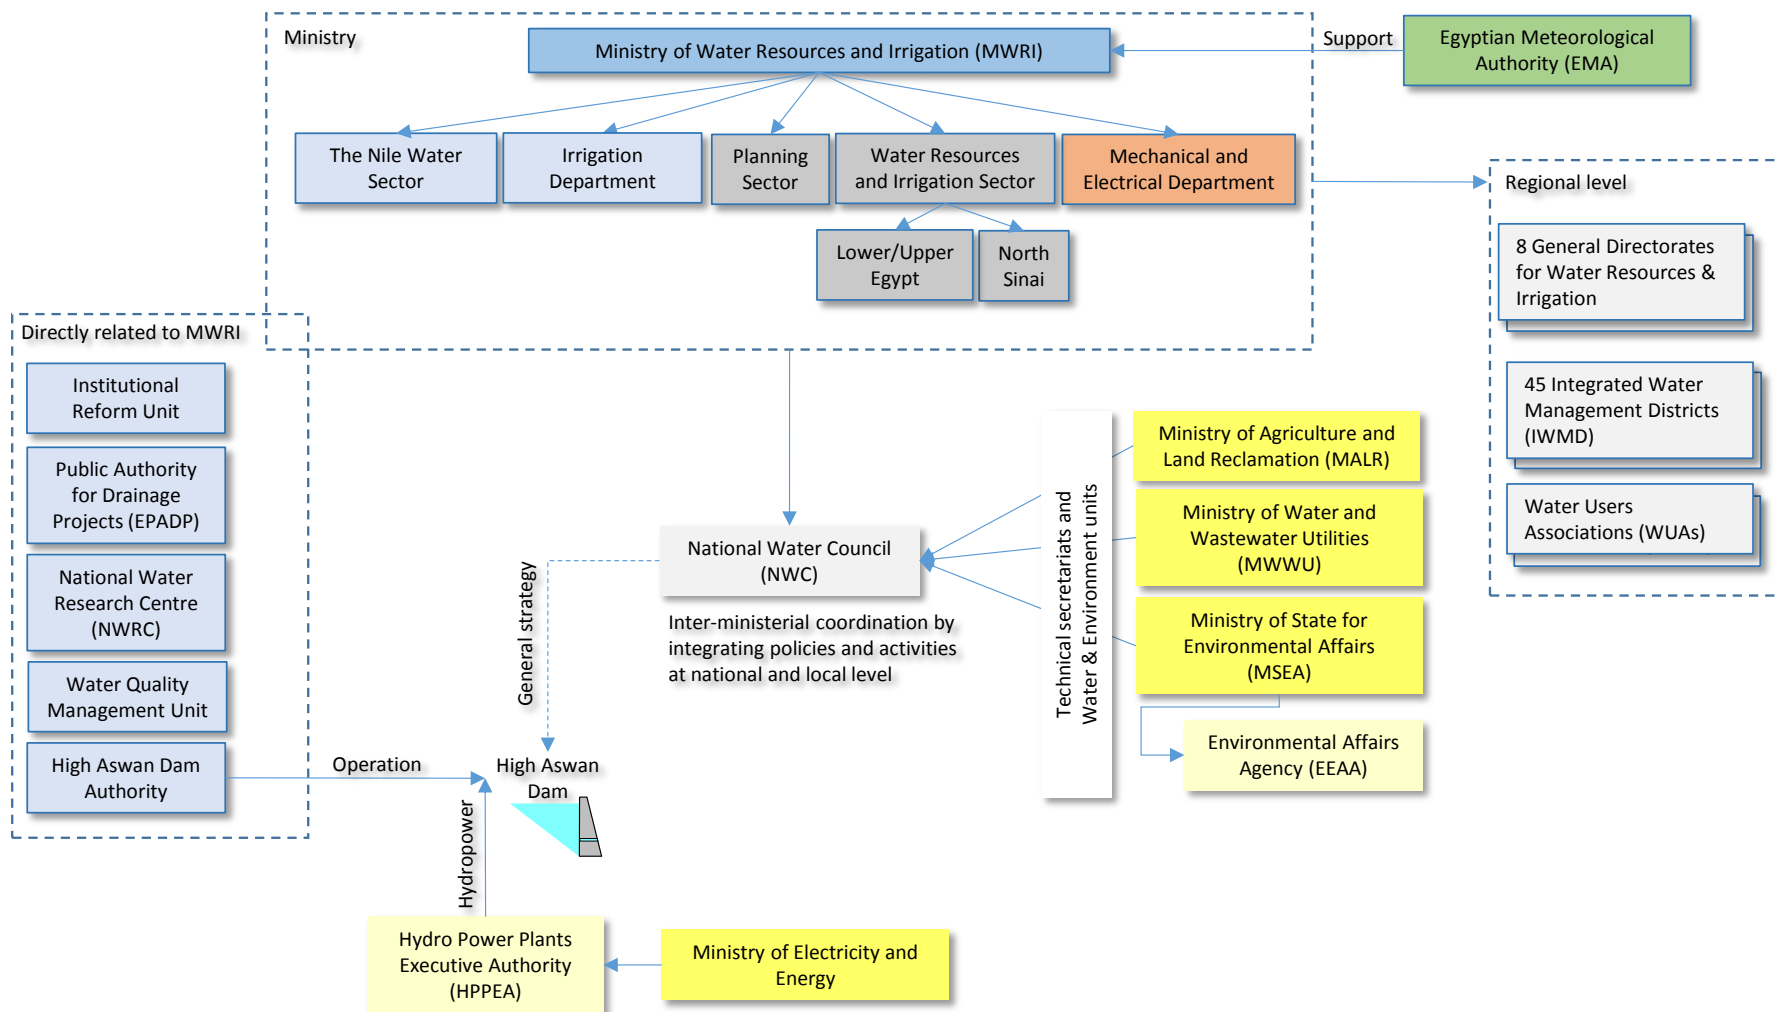 Ministry
Ministry of Water Resources and Irrigation (MWRI)
Support
Egyptian Meteorological
Authority (EMA)
The Nile Water
Sector
Irrigation
Department
Planning
Sector
Water Resources
and Irrigation Sector
Mechanical and
Electrical Department
Lower/Upper
Egypt
North
Sinai
Regional level
8 General Directorates
for Water Resources &
Irrigation
45 Integrated Water
Management Districts
(IWMD)
Water Users
Associations (WUAs)
Directly related to MWRI
Institutional
Reform Unit
Public Authority
for Drainage
Projects (EPADP)
National Water
Research Centre
(NWRC)
Water Quality
Management Unit
High Aswan Dam
Authority
Operation
General strategy
National Water Council
(NWC)
Inter-ministerial coordination by
integrating policies and activities
at national and local level
Technical secretariats and
Water & Environment units
Ministry of Agriculture and
Land Reclamation (MALR)
Ministry of Water and
Wastewater Utilities
(MWWU)
Ministry of State for
Environmental Affairs
(MSEA)
Environmental Affairs
Agency (EEAA)
High Aswan
Dam
Hydropower
Hydro Power Plants
Executive Authority
(HPPEA)
Ministry of Electricity and
Energy